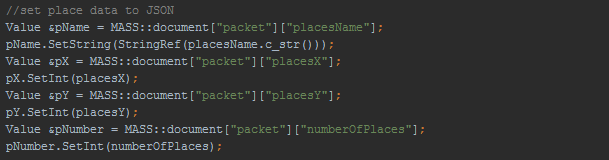 //set place data to JSON
Value &pName = MASS::document["packet"]["placesName"];
pName.SetString(StringRef(placesName.c_str()));
Value &pX = MASS::document["packet"]["placesX"];
pX.SetInt(placesX);
Value &pY = MASS::document["packet"]["placesY"];
pY.SetInt(placesY);
Value &pNumber = MASS::document["packet"]["numberOfPlaces"];
pNumber.SetInt(numberOfPlaces);